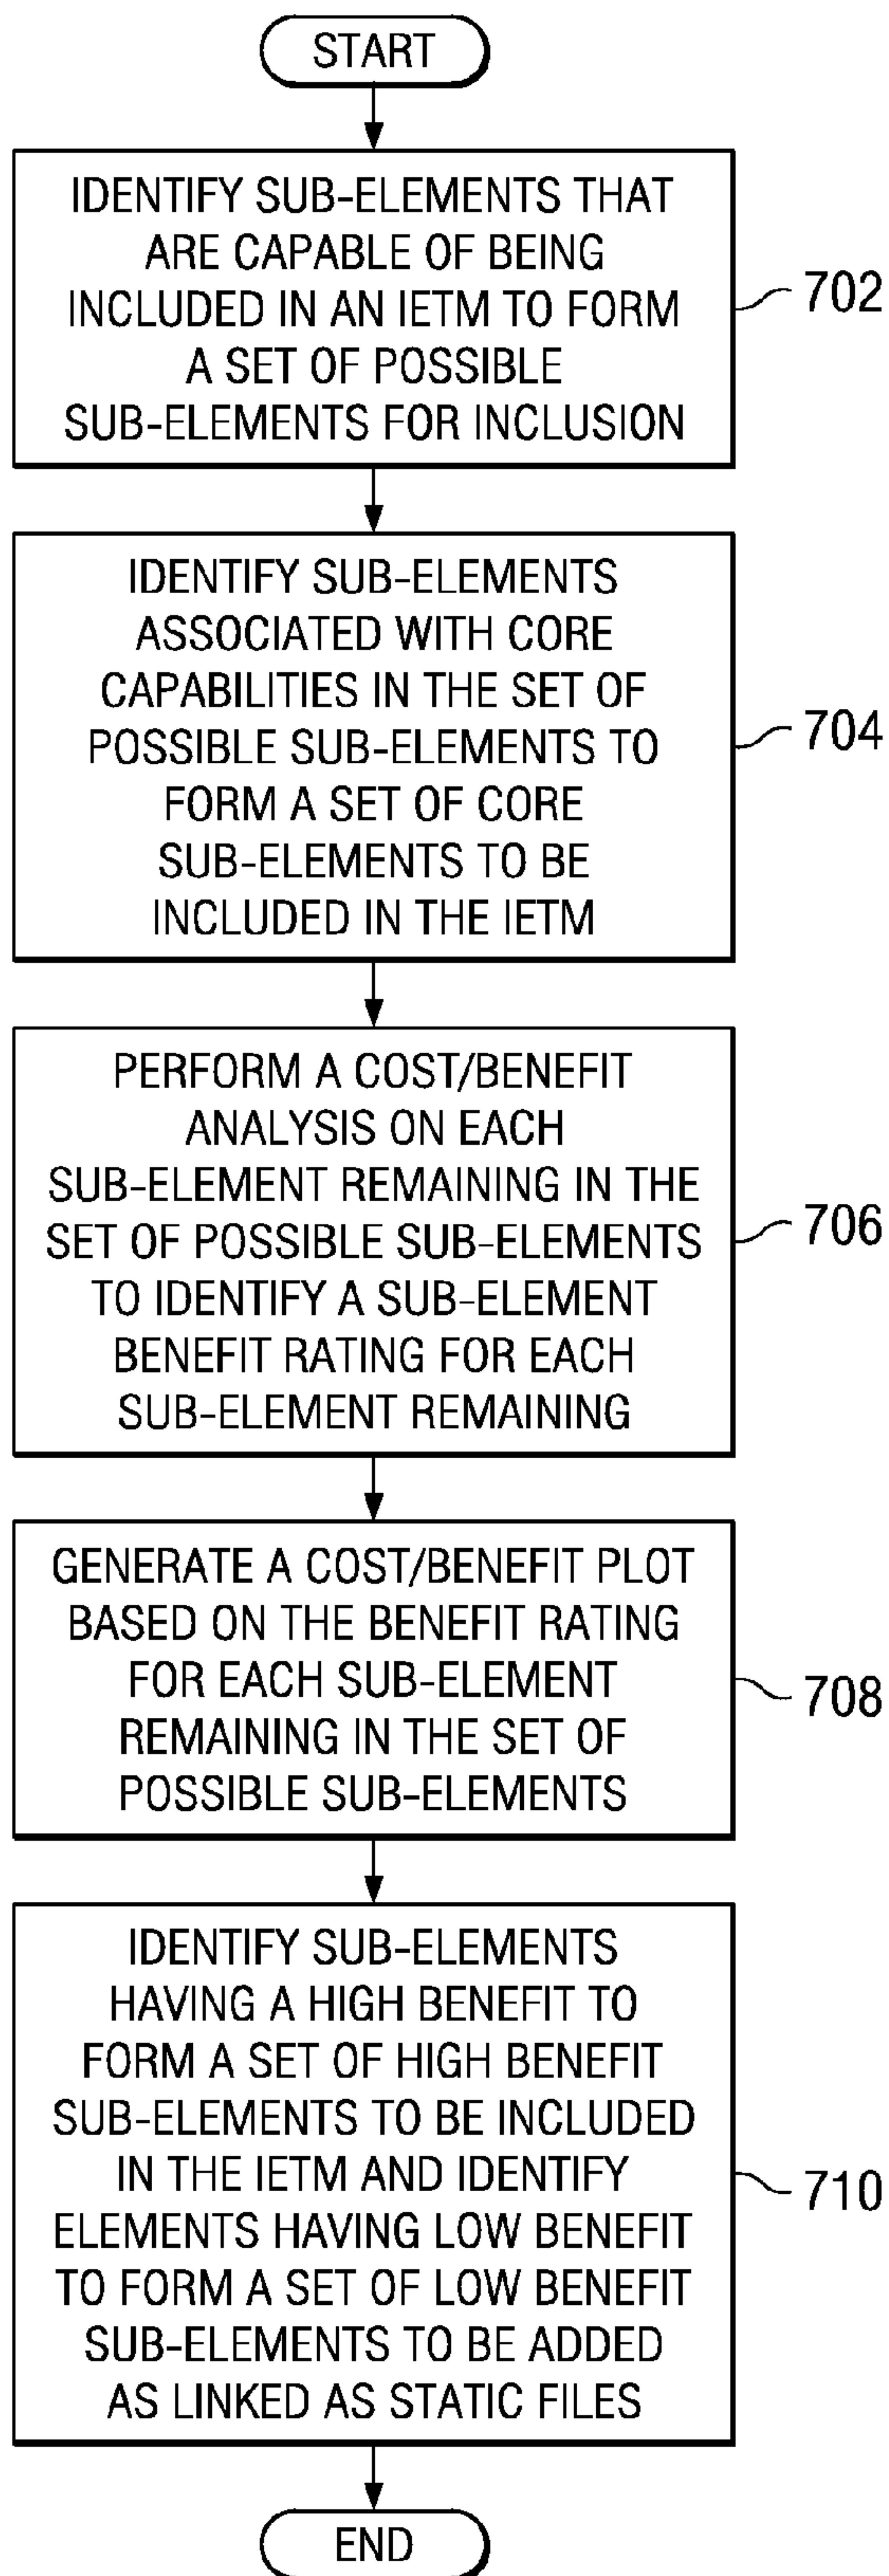 START
IDENTIFY SUB-ELEMENTS THAT
ARE CAPABLE OF BEING
INCLUDED IN AN IETM TO FORM
A SET OF POSSIBLE
SUB-ELEMENTS FOR INCLUSION
702
IDENTIFY SUB-ELEMENTS
ASSOCIATED WITH CORE
CAPABILITIES IN THE SET OF
POSSIBLE SUB-ELEMENTS TO
FORM A SET OF CORE
SUB-ELEMENTS TO BE
INCLUDED IN THE IETM
704
PERFORM A COST/BENEFIT
ANALYSIS ON EACH
SUB-ELEMENT REMAINING IN THE
SET OF POSSIBLE SUB-ELEMENTS
TO IDENTIFY A SUB-ELEMENT
BENEFIT RATING FOR EACH
SUB-ELEMENT REMAINING
706
GENERATE A COST/BENEFIT PLOT
BASED ON THE BENEFIT RATING
FOR EACH SUB-ELEMENT
REMAINING IN THE SET OF
POSSIBLE SUB-ELEMENTS
708
IDENTIFY SUB-ELEMENTS
HAVING A HIGH BENEFIT TO
FORM A SET OF HIGH BENEFIT
SUB-ELEMENTS TO BE INCLUDED
IN THE IETM AND IDENTIFY
ELEMENTS HAVING LOW BENEFIT
TO FORM A SET OF LOW BENEFIT
SUB-ELEMENTS TO BE ADDED
AS LINKED AS STATIC FILES
710
END